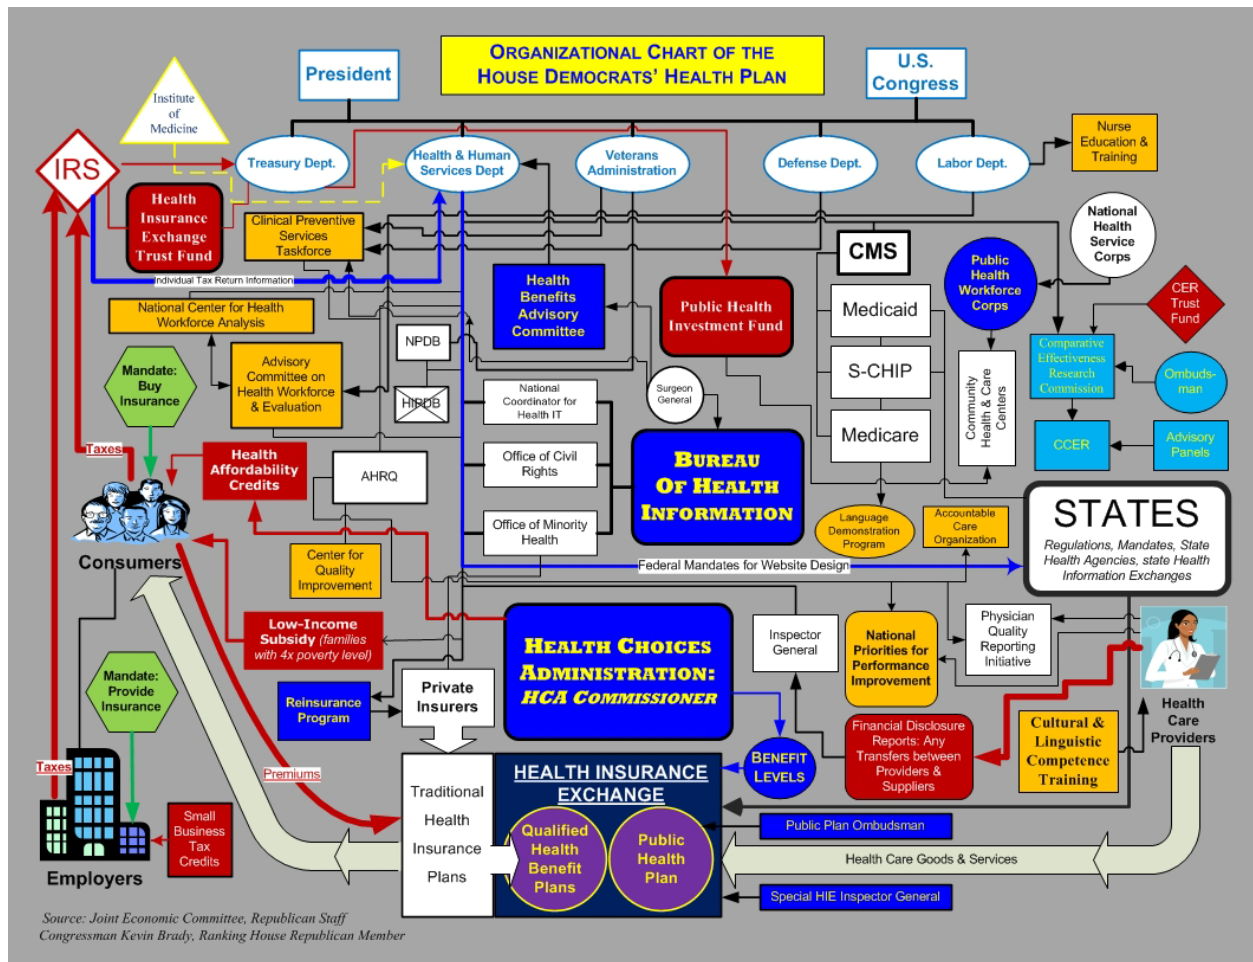 ORGANIZATIONAL CHART OF THE
HOUSE DEMOCRATS' HEALTH PLAN
President
U.S.
Congress
Institute
of
Medicine
IRS
Treasury Dept.
Health & Human
Services Dept
Veterans
Administration
Defense Dept.
Labor Dept.
Nurse
Education &
Training
Health
Insurance
Exchange
Trust Fund
Clinical Preventive
Services
Taskforce
CMS
National
Health
Service
Corps
Individual Tax Return Information
Health
Benefits
Advisory
Committee
Public Health
Investment Fund
Public
Health
Workforce
Corps
CER
Trust
Fund
National Center for Health
Workforce Analysis
Medicaid
S-CHIP
Medicare
NPDB
HIPDB
Comparative
Effectiveness
Research
Commission
Ombuds-
man
Mandate:
Buy
Insurance
Advisory
Committee on
Health Workforce
& Evaluation
National
Coordinator for
Health IT
Surgeon
General
Community
Health & Care
Centers
CCER
Advisory
Panels
Taxes
Health
Affordability
Credits
AHRQ
Office of Civil
Rights
BUREAU
OF HEALTH
INFORMATION
Office of Minority
Health
Language
Demonstration
Program
Accountable
Care
Organization
STATES
Regulations, Mandates, State
Health Agencies, state Health
Information Exchanges
Consumers
Center for
Quality
Improvement
Federal Mandates for Website Design
Low-Income
Subsidy (families
with 4x poverty level)
HEALTH CHOICES
ADMINISTRATION:
HCA COMMISSIONER
Inspector
General
National
Priorities for
Performance
Improvement
Physician
Quality
Reporting
Initiative
Mandate:
Provide
Insurance
Reinsurance
Program
Private
Insurers
Health
Care
Providers
Financial Disclosure
Reports: Any
Transfers between
Providers &
Suppliers
Cultural &
Linguistic
Competence
Training
Taxes
Premiums
BENEFIT
LEVELS
HEALTH INSURANCE
EXCHANGE
Traditional
Health
Insurance
Plans
Qualified
Health
Benefit
Plans
Public
Health
Plan
Small
Business
Tax
Credits
Public Plan Ombudsman
Health Care Goods & Services
Special HIE Inspector General
Employers
Source: Joint Economic Committee, Republican Staff
Congressman Kevin Brady, Ranking House Republican Member